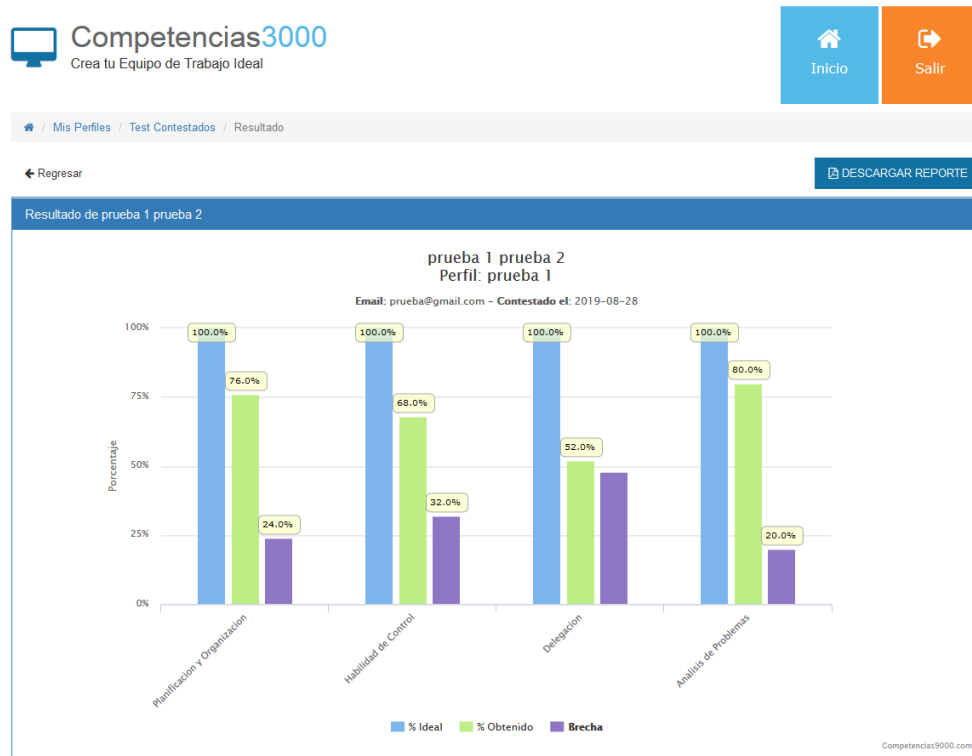 Competencias3000
Crea tu Equipo de Trabajo Ideal
Inicio
Salir
Mis Perfiles / Test Contestados / Resultado
Regresar
DESCARGAR REPORTE
Resultado de prueba 1 prueba 2
prueba 1 prueba 2
Perfil: prueba 1
Email: prueba@gmail.com - Contestado el: 2019-08-28
Porcentaje
100%
75%
50%
25%
0%
100.0%
76.0%
24.0%
100.0%
68.0%
32.0%
100.0%
52.0%
100.0%
80.0%
20.0%
Planificacion y Organizacion
Habilidad de Control
Delegacion
Analisis de Problemas
% Ideal
% Obtenido
Brecha
Competencias9000.com